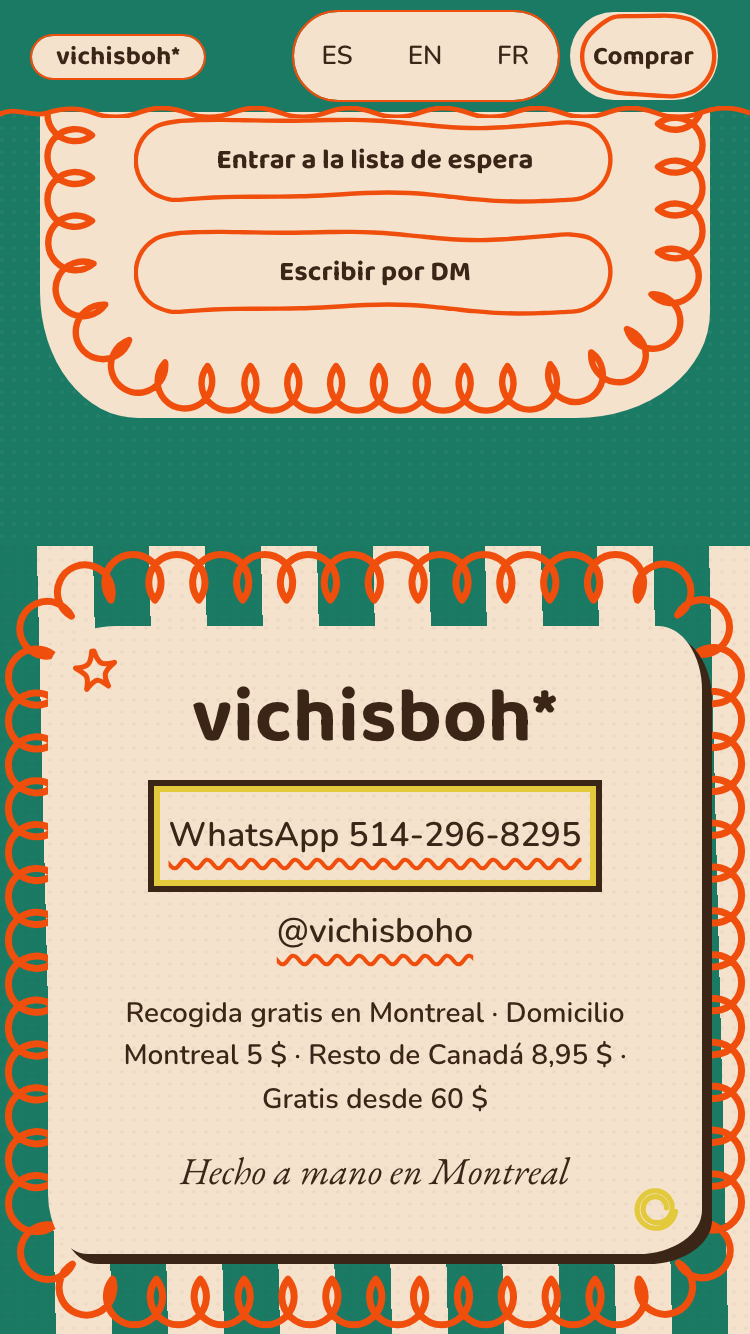 vichisboh*
ES EN FR
Comprar
Entrar a la lista de espera
Escribir por DM
vichisboh*
WhatsApp 514-296-8295
@vichisboho
Recogida gratis en Montreal · Domicilio
Montreal 5 $ · Resto de Canadá 8,95 $ ·
Gratis desde 60 $
Hecho a mano en Montreal